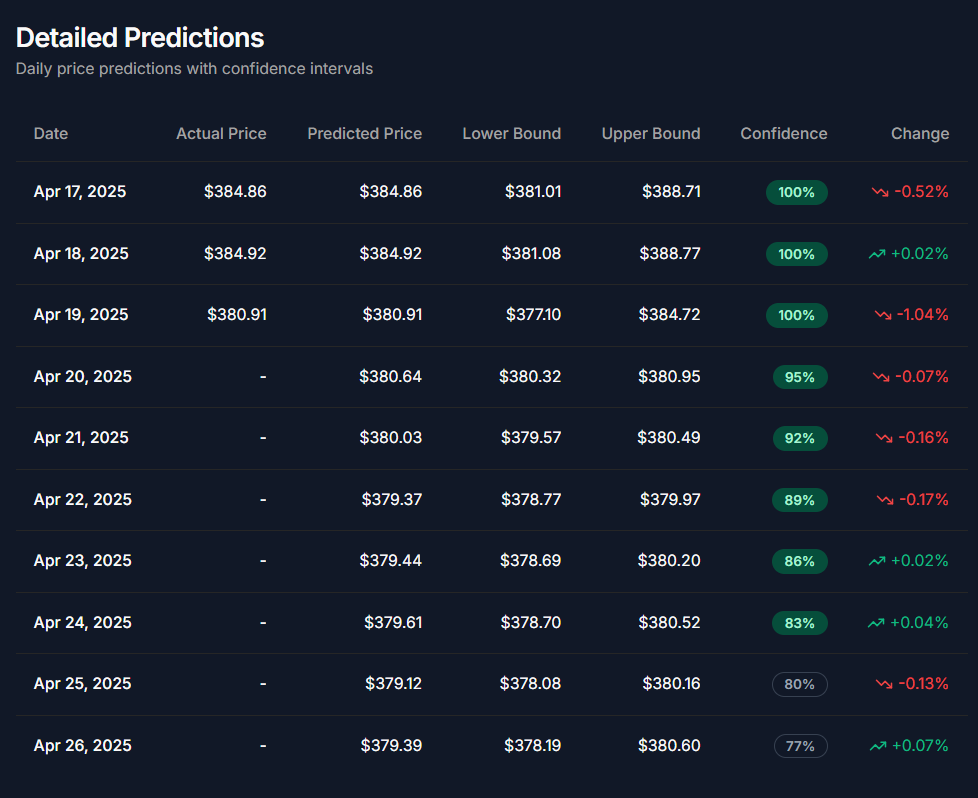 Detailed Predictions
Daily price predictions with confidence intervals
Date Actual Price Predicted Price Lower Bound Upper Bound Confidence Change
Apr 17, 2025 $384.86 $384.86 $381.01 $388.71 100% -0.52%
Apr 18, 2025 $384.92 $384.92 $381.08 $388.77 100% +0.02%
Apr 19, 2025 $380.91 $380.91 $377.10 $384.72 100% -1.04%
Apr 20, 2025 - $380.64 $380.32 $380.95 95% -0.07%
Apr 21, 2025 - $380.03 $379.57 $380.49 92% -0.16%
Apr 22, 2025 - $379.37 $378.77 $379.97 89% -0.17%
Apr 23, 2025 - $379.44 $378.69 $380.20 86% +0.02%
Apr 24, 2025 - $379.61 $378.70 $380.52 83% +0.04%
Apr 25, 2025 - $379.12 $378.08 $380.16 80% -0.13%
Apr 26, 2025 - $379.39 $378.19 $380.60 77% +0.07%